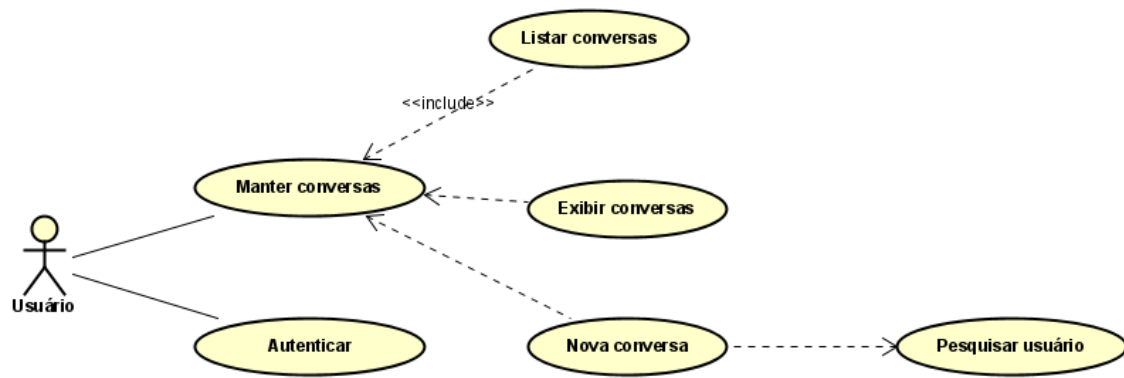 Listar conversas
<<include>>
Manter conversas
Exibir conversas
Usuário
Autenticar
Nova conversa
Pesquisar usuário